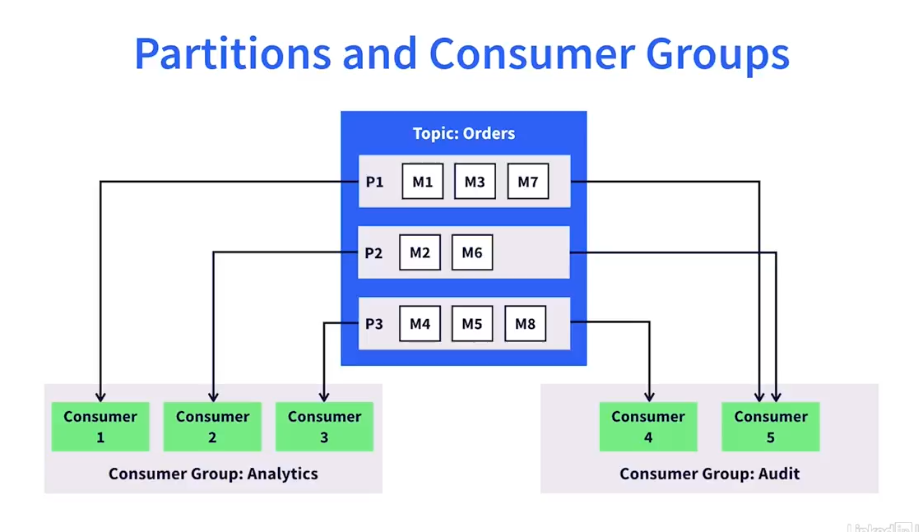 Partitions and Consumer Groups
Topic: Orders
P1 M1 M3 M7
P2 M2 M6
P3 M4 M5 M8
Consumer
1
Consumer
2
Consumer
3
Consumer Group: Analytics
Consumer
4
Consumer
5
Consumer Group: Audit